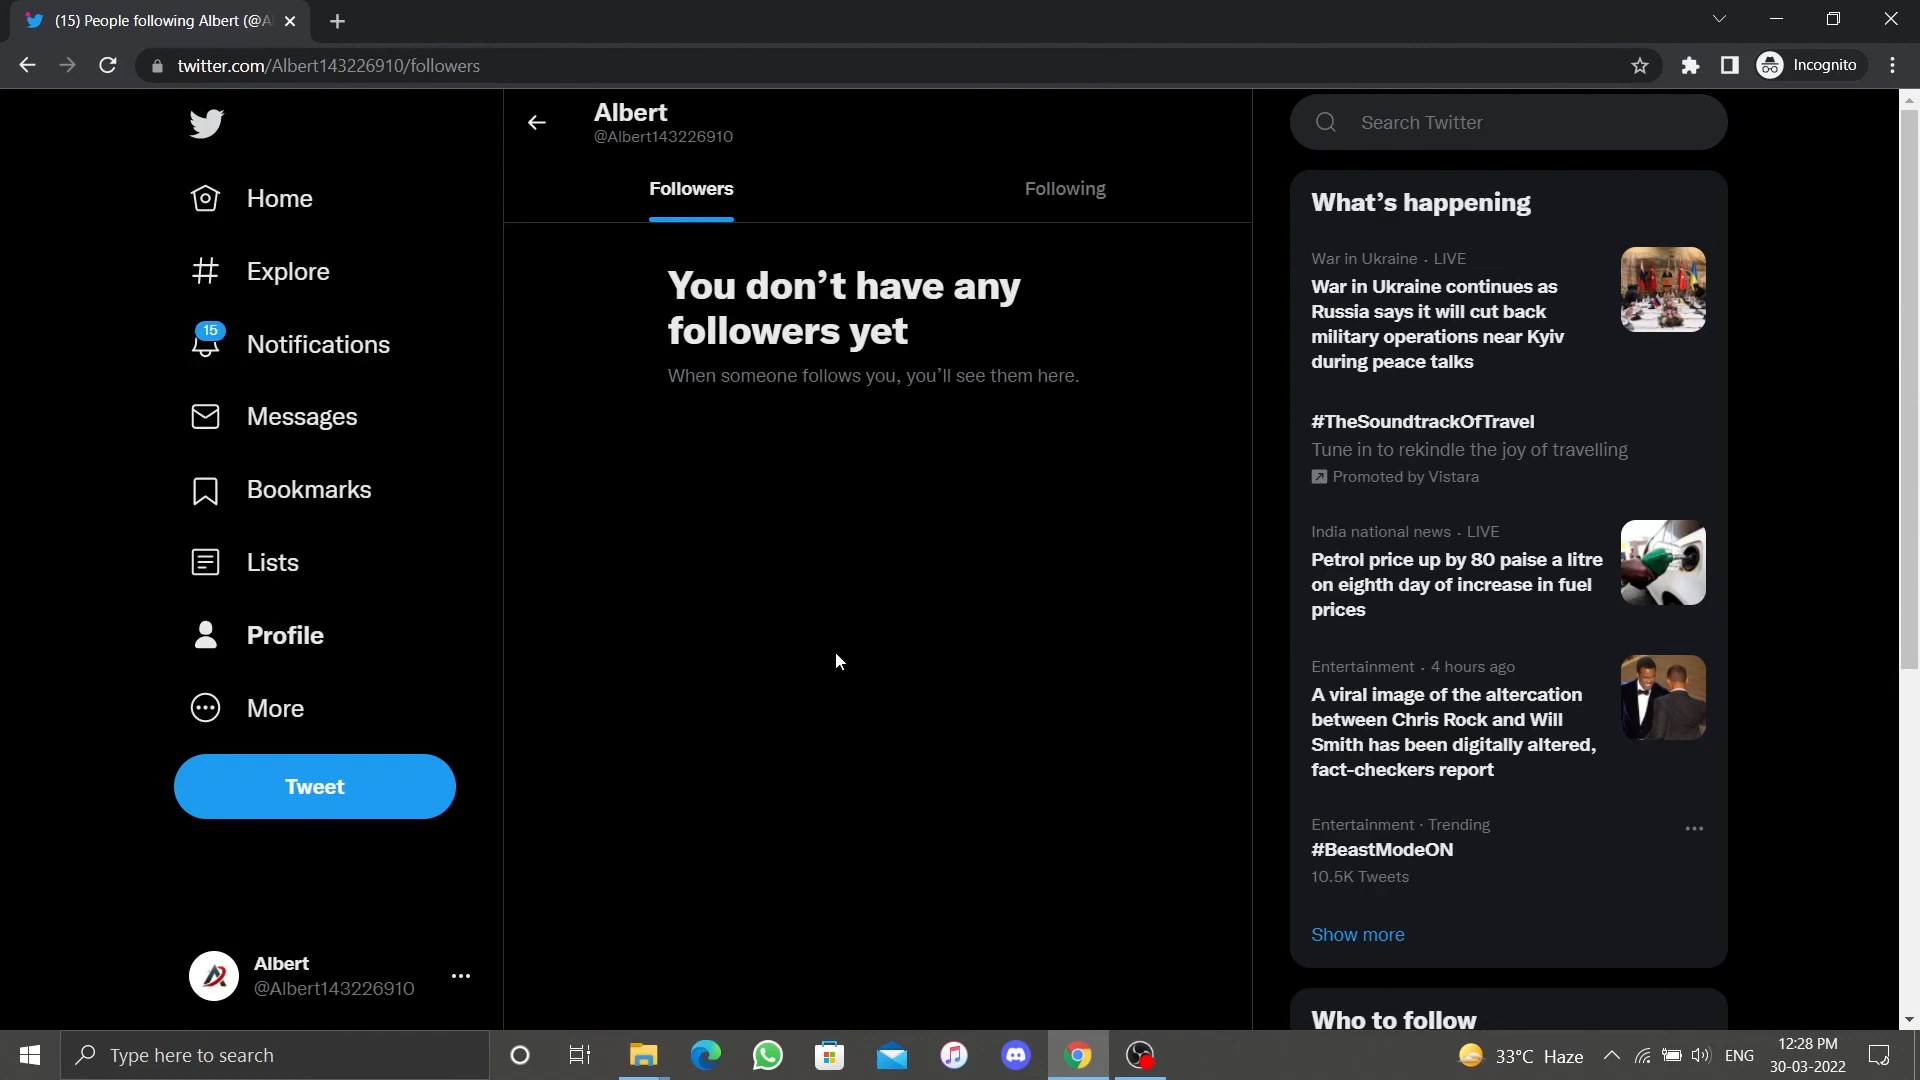 (15) People following Albert (@A
twitter.com/Albert143226910/followers
Incognito
Home
Explore
15
Notifications
Messages
Bookmarks
Lists
Profile
More
Tweet
Albert
@Albert143226910
Albert
@Albert143226910
Followers
Following
You don’t have any
followers yet
When someone follows you, you’ll see them here.
Search Twitter
What’s happening
War in Ukraine · LIVE
War in Ukraine continues as
Russia says it will cut back
military operations near Kyiv
during peace talks
#TheSoundtrackOfTravel
Tune in to rekindle the joy of travelling
Promoted by Vistara
India national news · LIVE
Petrol price up by 80 paise a litre
on eighth day of increase in fuel
prices
Entertainment · 4 hours ago
A viral image of the altercation
between Chris Rock and Will
Smith has been digitally altered,
fact-checkers report
Entertainment · Trending
#BeastModeON
10.5K Tweets
Show more
Who to follow
Type here to search
33°C Haze
ENG
12:28 PM
30-03-2022